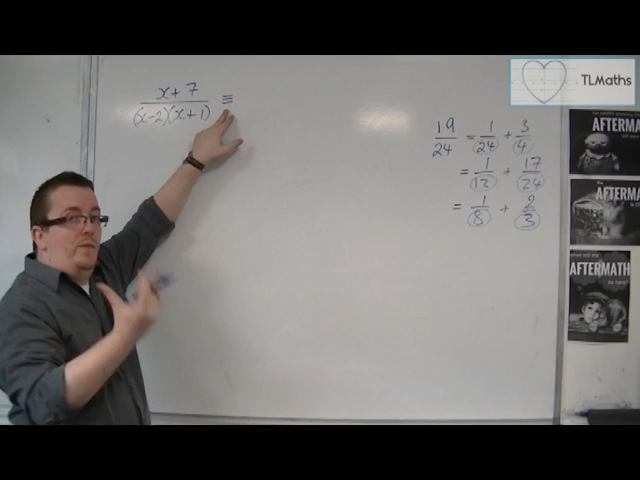 TLMaths
x + 7
(x-2)(x+1) ≡
19/24 = 1/24 + 3/4
= 1/12 + 17/24
= 1/8 + 2/3
AFTERMATH
AFTERMATH
AFTERMATH